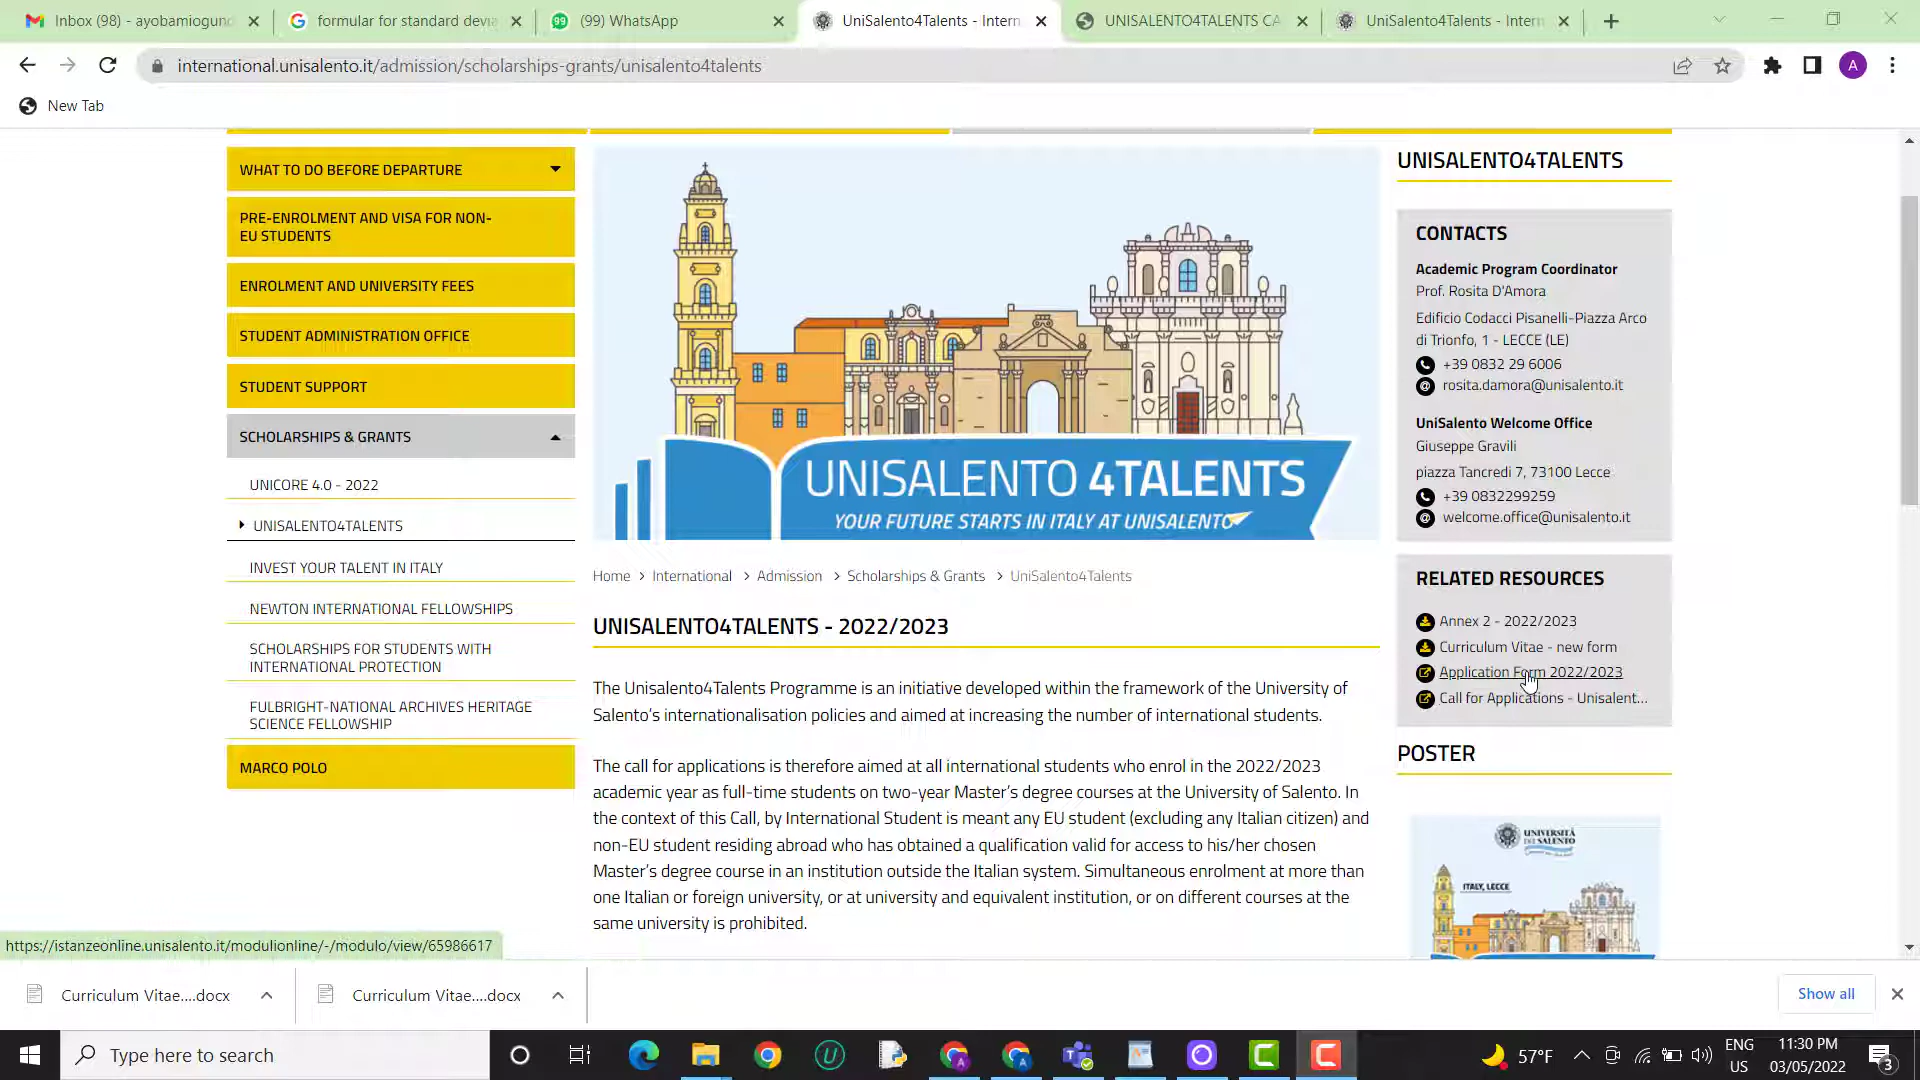 Inbox (98) - ayobamiogund
formular for standard devia
(99) WhatsApp
UniSalento4Talents - Intern
UNISALENTO4TALENTS CA
UniSalento4Talents - Intern
international.unisalento.it/admission/scholarships-grants/unisalento4talents
A
New Tab
WHAT TO DO BEFORE DEPARTURE
PRE-ENROLMENT AND VISA FOR NON-
EU STUDENTS
ENROLMENT AND UNIVERSITY FEES
STUDENT ADMINISTRATION OFFICE
STUDENT SUPPORT
SCHOLARSHIPS & GRANTS
UNICORE 4.0 - 2022
UNISALENTO4TALENTS
INVEST YOUR TALENT IN ITALY
NEWTON INTERNATIONAL FELLOWSHIPS
SCHOLARSHIPS FOR STUDENTS WITH
INTERNATIONAL PROTECTION
FULBRIGHT-NATIONAL ARCHIVES HERITAGE
SCIENCE FELLOWSHIP
MARCO POLO
UNISALENTO 4TALENTS
YOUR FUTURE STARTS IN ITALY AT UNISALENTO
Home > International > Admission > Scholarships & Grants > UniSalento4Talents
UNISALENTO4TALENTS - 2022/2023
The Unisalento4Talents Programme is an initiative developed within the framework of the University of
Salento's internationalisation policies and aimed at increasing the number of international students.
The call for applications is therefore aimed at all international students who enrol in the 2022/2023
academic year as full-time students on two-year Master's degree courses at the University of Salento. In
the context of this Call, by International Student is meant any EU student (excluding any Italian citizen) and
non-EU student residing abroad who has obtained a qualification valid for access to his/her chosen
Master's degree course in an institution outside the Italian system. Simultaneous enrolment at more than
one Italian or foreign university, or at university and equivalent institution, or on different courses at the
same university is prohibited.
UNISALENTO4TALENTS
CONTACTS
Academic Program Coordinator
Prof. Rosita D'Amora
Edificio Codacci Pisanelli-Piazza Arco
di Trionfo, 1 - LECCE (LE)
+39 0832 29 6006
rosita.damora@unisalento.it
UniSalento Welcome Office
Giuseppe Gravili
piazza Tancredi 7, 73100 Lecce
+39 0832299259
welcome.office@unisalento.it
RELATED RESOURCES
Annex 2 - 2022/2023
Curriculum Vitae - new form
Application Form 2022/2023
Call for Applications - Unisalent...
POSTER
UNIVERSITÀ
DEL SALENTO
ITALY, LECCE
https://istanzeonline.unisalento.it/modulionline/-/modulo/view/65986617
Curriculum Vitae....docx
Curriculum Vitae....docx
Show all
Type here to search
57°F
ENG
US
11:30 PM
03/05/2022
3